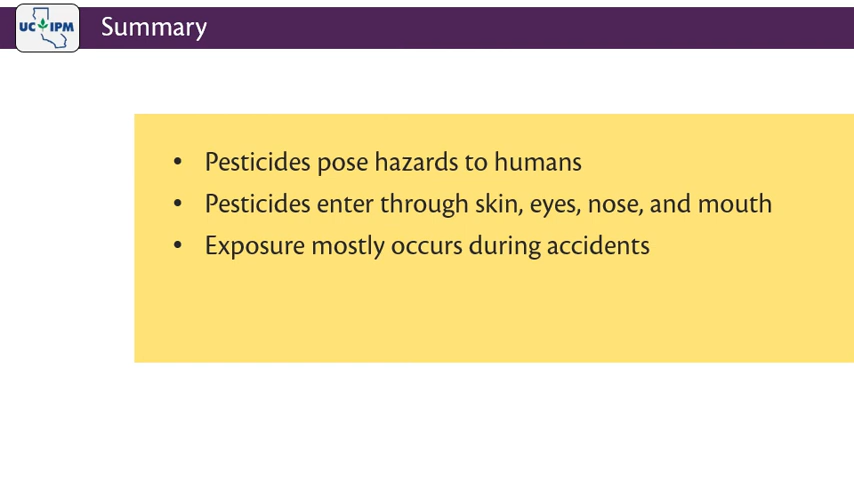 UC IPM
Summary
• Pesticides pose hazards to humans
• Pesticides enter through skin, eyes, nose, and mouth
• Exposure mostly occurs during accidents